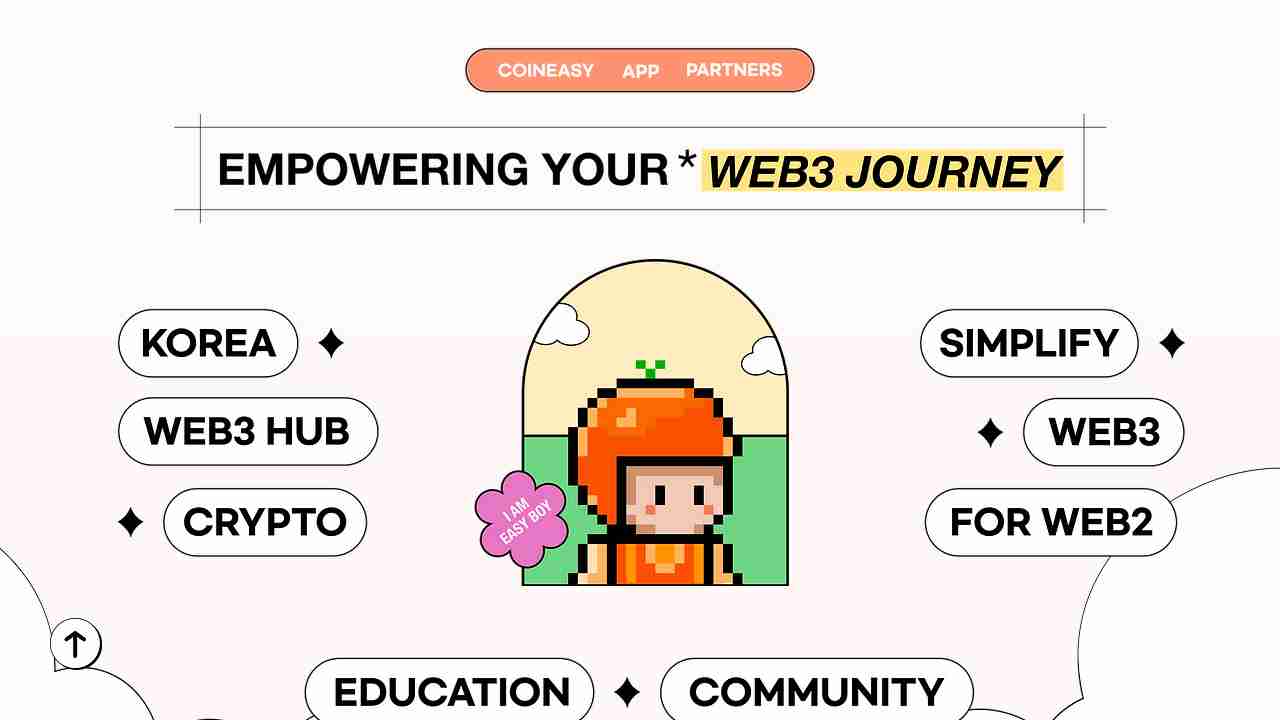 COINEASY APP PARTNERS
EMPOWERING YOUR * WEB3 JOURNEY
KOREA
WEB3 HUB
CRYPTO
I AM
EASY BOY
SIMPLIFY
WEB3
FOR WEB2
EDUCATION
COMMUNITY